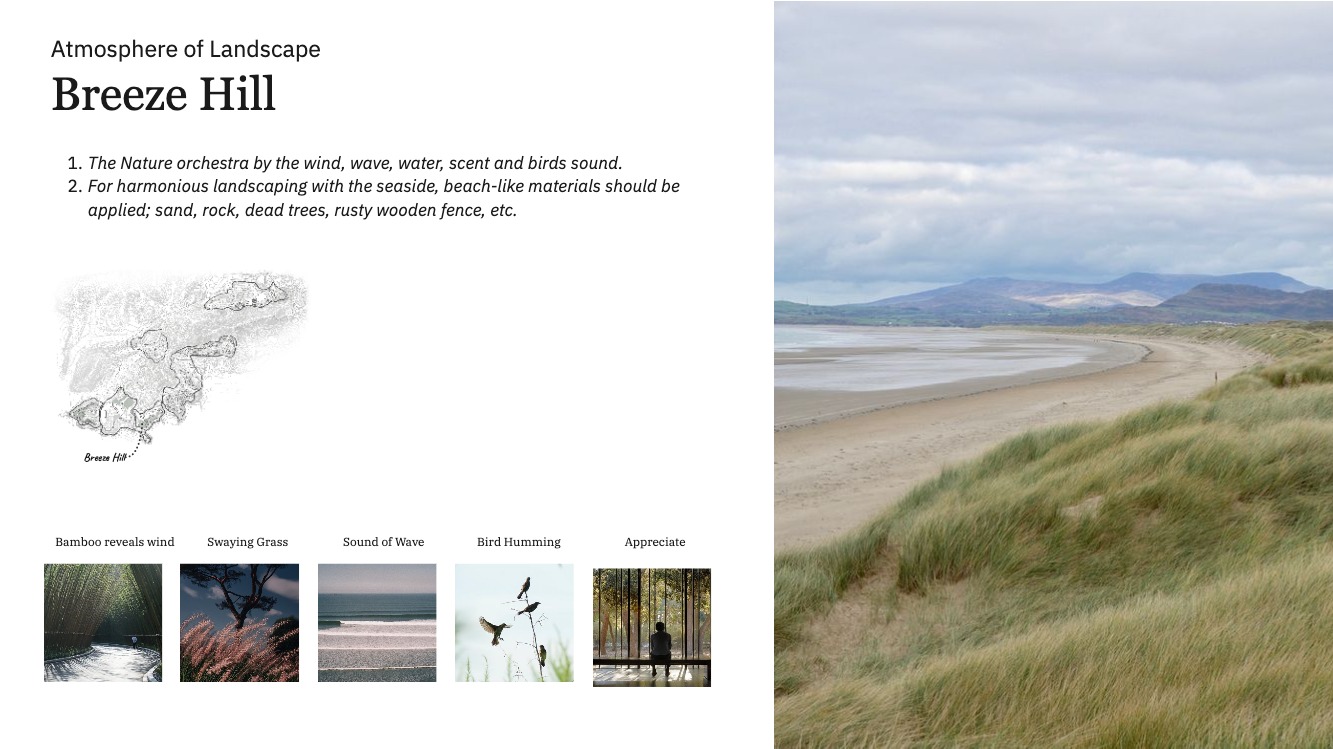 Atmosphere of Landscape
Breeze Hill
1. The Nature orchestra by the wind, wave, water, scent and birds sound.
2. For harmonious landscaping with the seaside, beach-like materials should be
applied; sand, rock, dead trees, rusty wooden fence, etc.
Breeze Hill
Bamboo reveals wind
Swaying Grass
Sound of Wave
Bird Humming
Appreciate